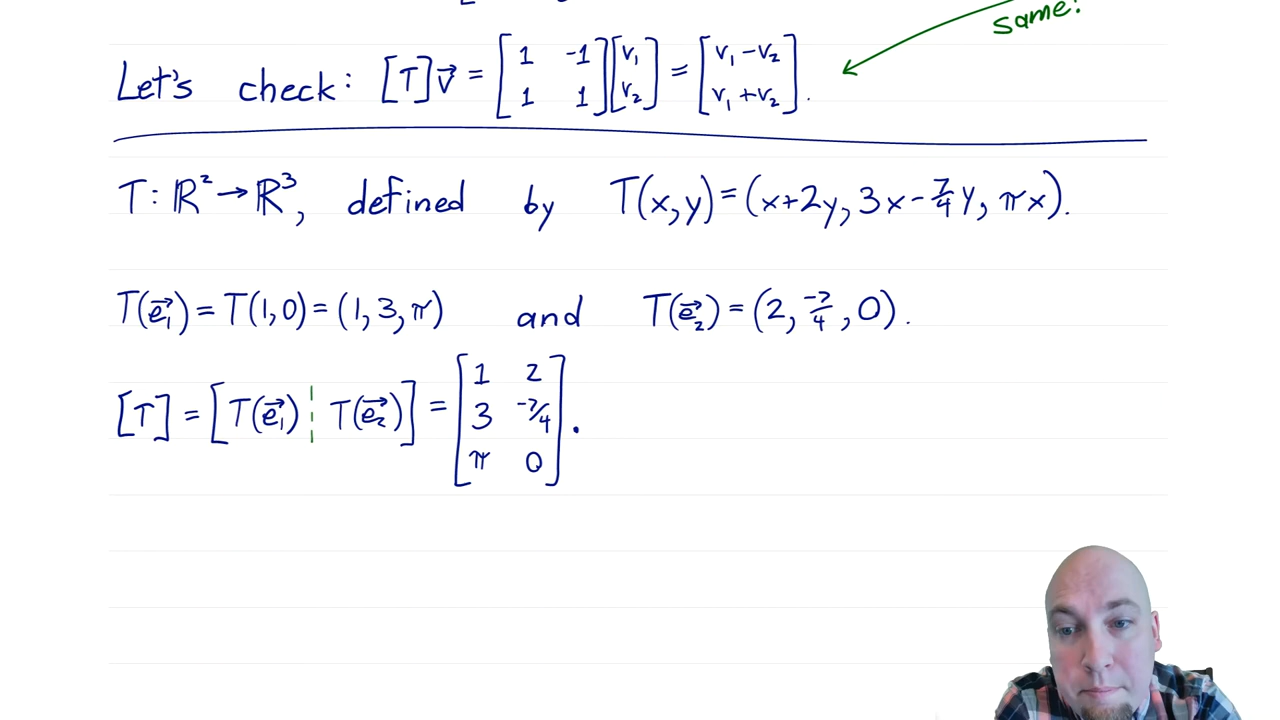 same!
Let's check: [T]v⃗ = [1 -1; 1 1][v₁; v₂] = [v₁ - v₂; v₁ + v₂].
T: ℝ² → ℝ³, defined by T(x,y) = (x+2y, 3x - 7/4 y, πx).
T(e⃗₁) = T(1,0) = (1, 3, π) and T(e⃗₂) = (2, -7/4, 0).
[T] = [T(e⃗₁) ¦ T(e⃗₂)] = [1 2; 3 -7/4; π 0].